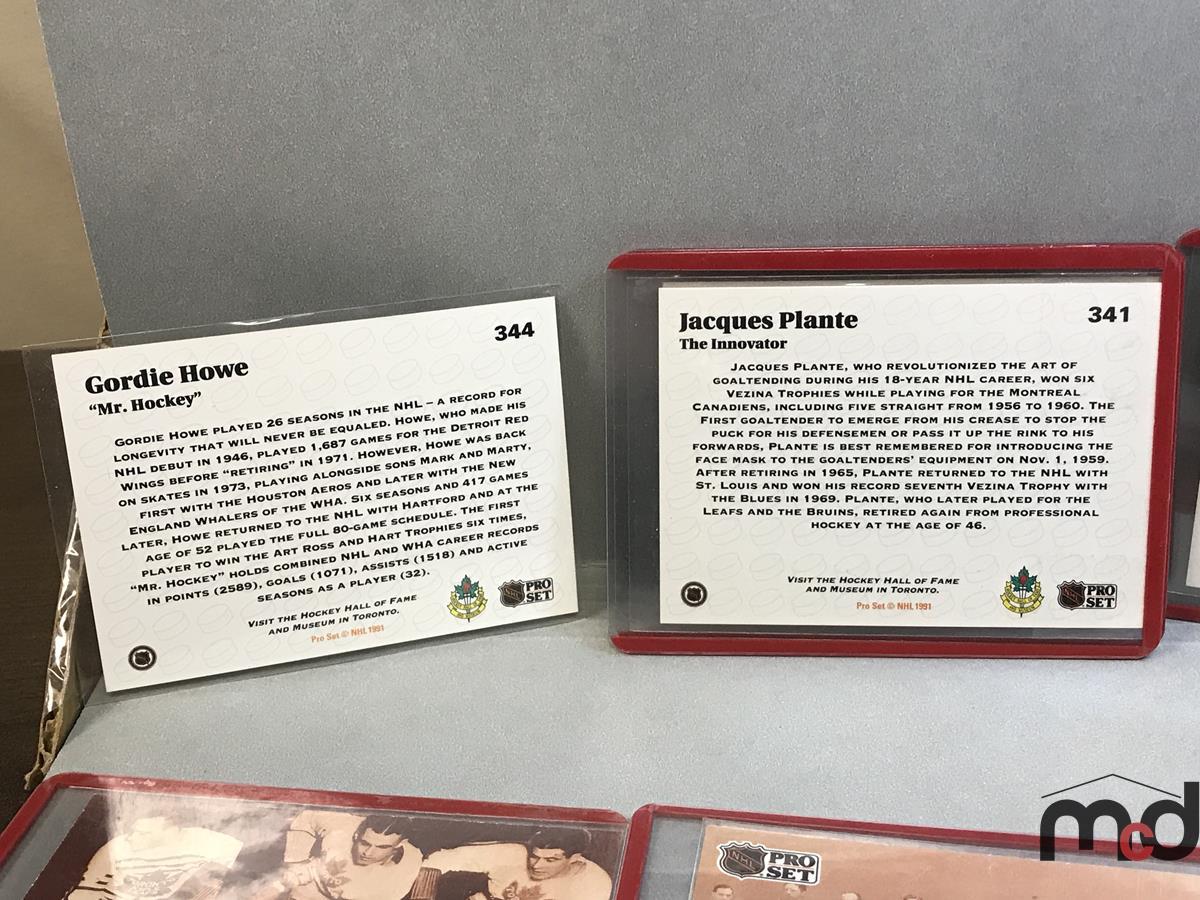 344
Gordie Howe
“Mr. Hockey”
GORDIE HOWE PLAYED 26 SEASONS IN THE NHL – A RECORD FOR
LONGEVITY THAT WILL NEVER BE EQUALED. HOWE, WHO MADE HIS
NHL DEBUT IN 1946, PLAYED 1,687 GAMES FOR THE DETROIT RED
WINGS BEFORE “RETIRING” IN 1971. HOWEVER, HOWE WAS BACK
ON SKATES IN 1973, PLAYING ALONGSIDE SONS MARK AND MARTY,
FIRST WITH THE HOUSTON AEROS AND LATER WITH THE NEW
ENGLAND WHALERS OF THE WHA. SIX SEASONS AND 417 GAMES
LATER, HOWE RETURNED TO THE NHL WITH HARTFORD AND AT THE
AGE OF 52 PLAYED THE FULL 80-GAME SCHEDULE. THE FIRST
PLAYER TO WIN THE ART ROSS AND HART TROPHIES SIX TIMES,
“MR. HOCKEY” HOLDS COMBINED NHL AND WHA CAREER RECORDS
IN POINTS (2589), GOALS (1071), ASSISTS (1518) AND ACTIVE
SEASONS AS A PLAYER (32).
VISIT THE HOCKEY HALL OF FAME
AND MUSEUM IN TORONTO.
Pro Set © NHL 1991
NHL PRO
SET
341
Jacques Plante
The Innovator
JACQUES PLANTE, WHO REVOLUTIONIZED THE ART OF
GOALTENDING DURING HIS 18-YEAR NHL CAREER, WON SIX
VEZINA TROPHIES WHILE PLAYING FOR THE MONTREAL
CANADIENS, INCLUDING FIVE STRAIGHT FROM 1956 TO 1960. THE
FIRST GOALTENDER TO EMERGE FROM HIS CREASE TO STOP THE
PUCK FOR HIS DEFENSEMEN OR PASS IT UP THE RINK TO HIS
FORWARDS, PLANTE IS BEST REMEMBERED FOR INTRODUCING THE
FACE MASK TO THE GOALTENDERS' EQUIPMENT ON NOV. 1, 1959.
AFTER RETIRING IN 1965, PLANTE RETURNED TO THE NHL WITH
ST. LOUIS AND WON HIS RECORD SEVENTH VEZINA TROPHY WITH
THE BLUES IN 1969. PLANTE, WHO LATER PLAYED FOR THE
LEAFS AND THE BRUINS, RETIRED AGAIN FROM PROFESSIONAL
HOCKEY AT THE AGE OF 46.
VISIT THE HOCKEY HALL OF FAME
AND MUSEUM IN TORONTO.
Pro Set © NHL 1991
NHL PRO
SET
NHL PRO
SET
mcd